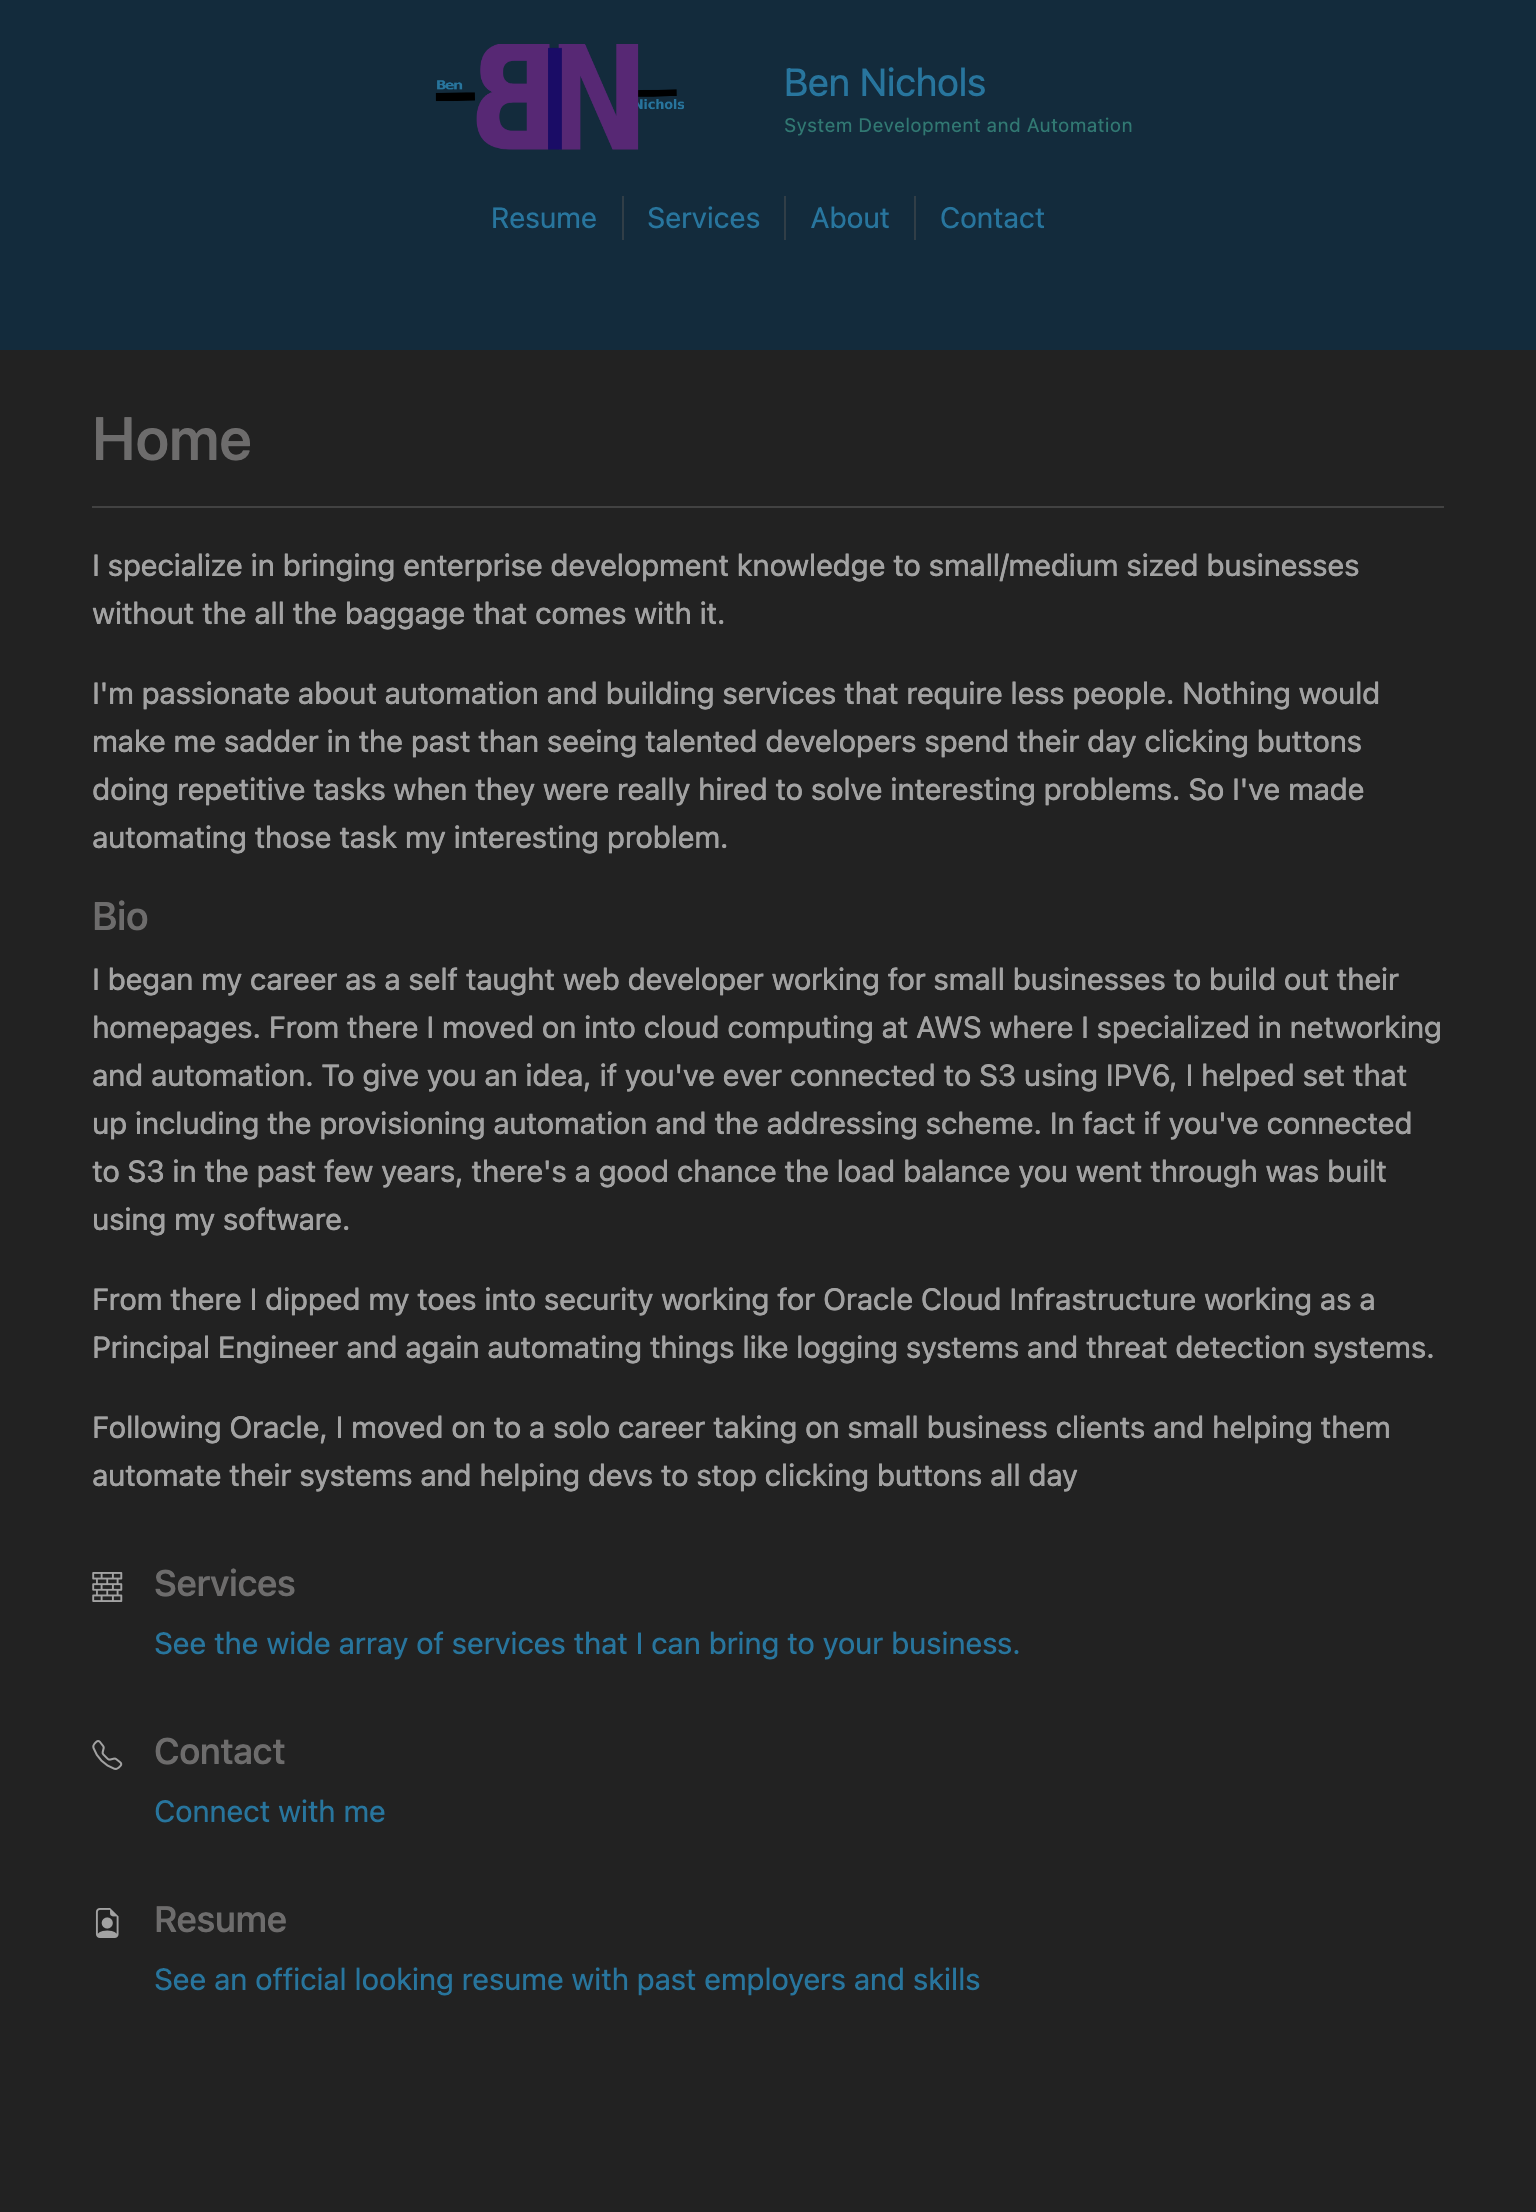 Ben
BN
Nichols
Ben Nichols
System Development and Automation
Resume
Services
About
Contact
Home
I specialize in bringing enterprise development knowledge to small/medium sized businesses
without the all the baggage that comes with it.
I'm passionate about automation and building services that require less people. Nothing would
make me sadder in the past than seeing talented developers spend their day clicking buttons
doing repetitive tasks when they were really hired to solve interesting problems. So I've made
automating those task my interesting problem.
Bio
I began my career as a self taught web developer working for small businesses to build out their
homepages. From there I moved on into cloud computing at AWS where I specialized in networking
and automation. To give you an idea, if you've ever connected to S3 using IPV6, I helped set that
up including the provisioning automation and the addressing scheme. In fact if you've connected
to S3 in the past few years, there's a good chance the load balance you went through was built
using my software.
From there I dipped my toes into security working for Oracle Cloud Infrastructure working as a
Principal Engineer and again automating things like logging systems and threat detection systems.
Following Oracle, I moved on to a solo career taking on small business clients and helping them
automate their systems and helping devs to stop clicking buttons all day
Services
See the wide array of services that I can bring to your business.
Contact
Connect with me
Resume
See an official looking resume with past employers and skills